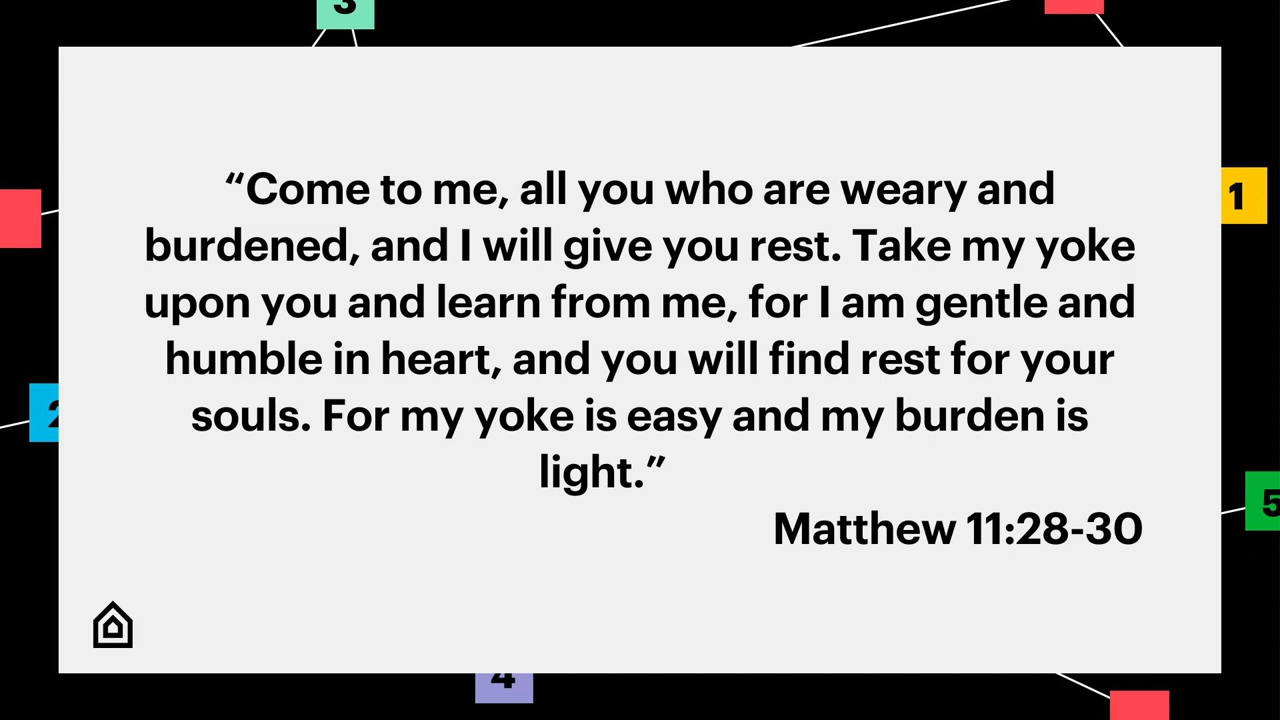 3
1
“Come to me, all you who are weary and
burdened, and I will give you rest. Take my yoke
upon you and learn from me, for I am gentle and
humble in heart, and you will find rest for your
souls. For my yoke is easy and my burden is
light.”
2
5
Matthew 11:28-30
4